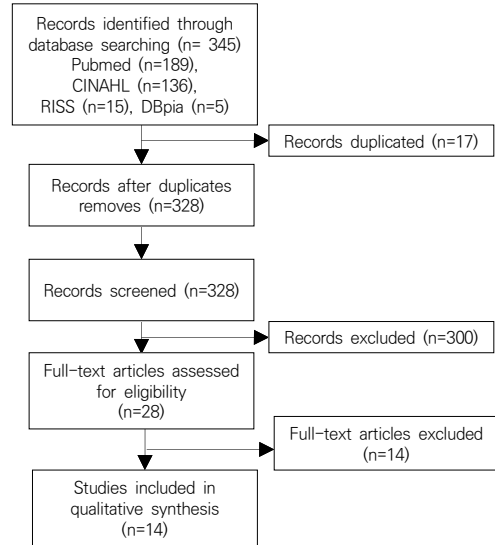 Records identified through
database searching (n= 345)
Pubmed (n=189),
CINAHL (n=136),
RISS (n=15), DBpia (n=5)
Records duplicated (n=17)
Records after duplicates
removes (n=328)
Records screened (n=328)
Records excluded (n=300)
Full-text articles assessed
for eligibility
(n=28)
Full-text articles excluded
(n=14)
Studies included in
qualitative synthesis
(n=14)